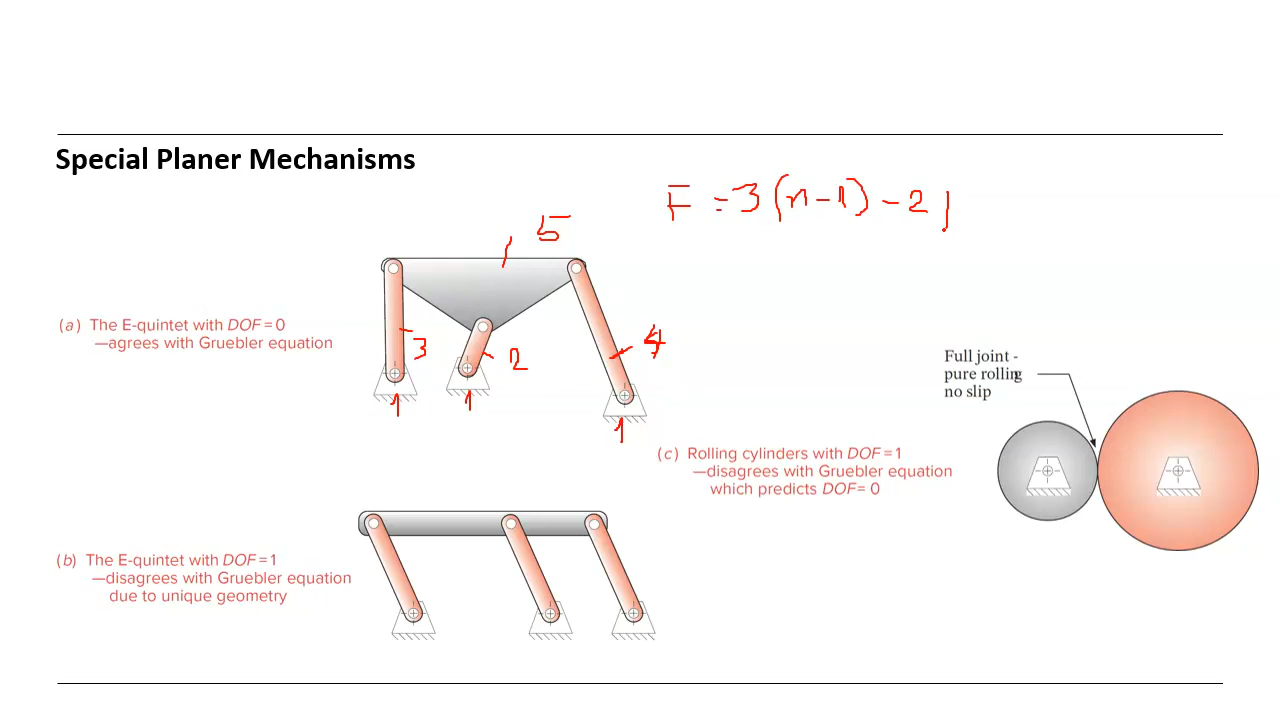 Special Planer Mechanisms
F = 3 (n - 1) - 2 j
5
(a) The E-quintet with DOF = 0
—agrees with Gruebler equation
3
2
4
1
1
1
Full joint -
pure rolling
no slip
(c) Rolling cylinders with DOF = 1
—disagrees with Gruebler equation
which predicts DOF = 0
(b) The E-quintet with DOF = 1
—disagrees with Gruebler equation
due to unique geometry